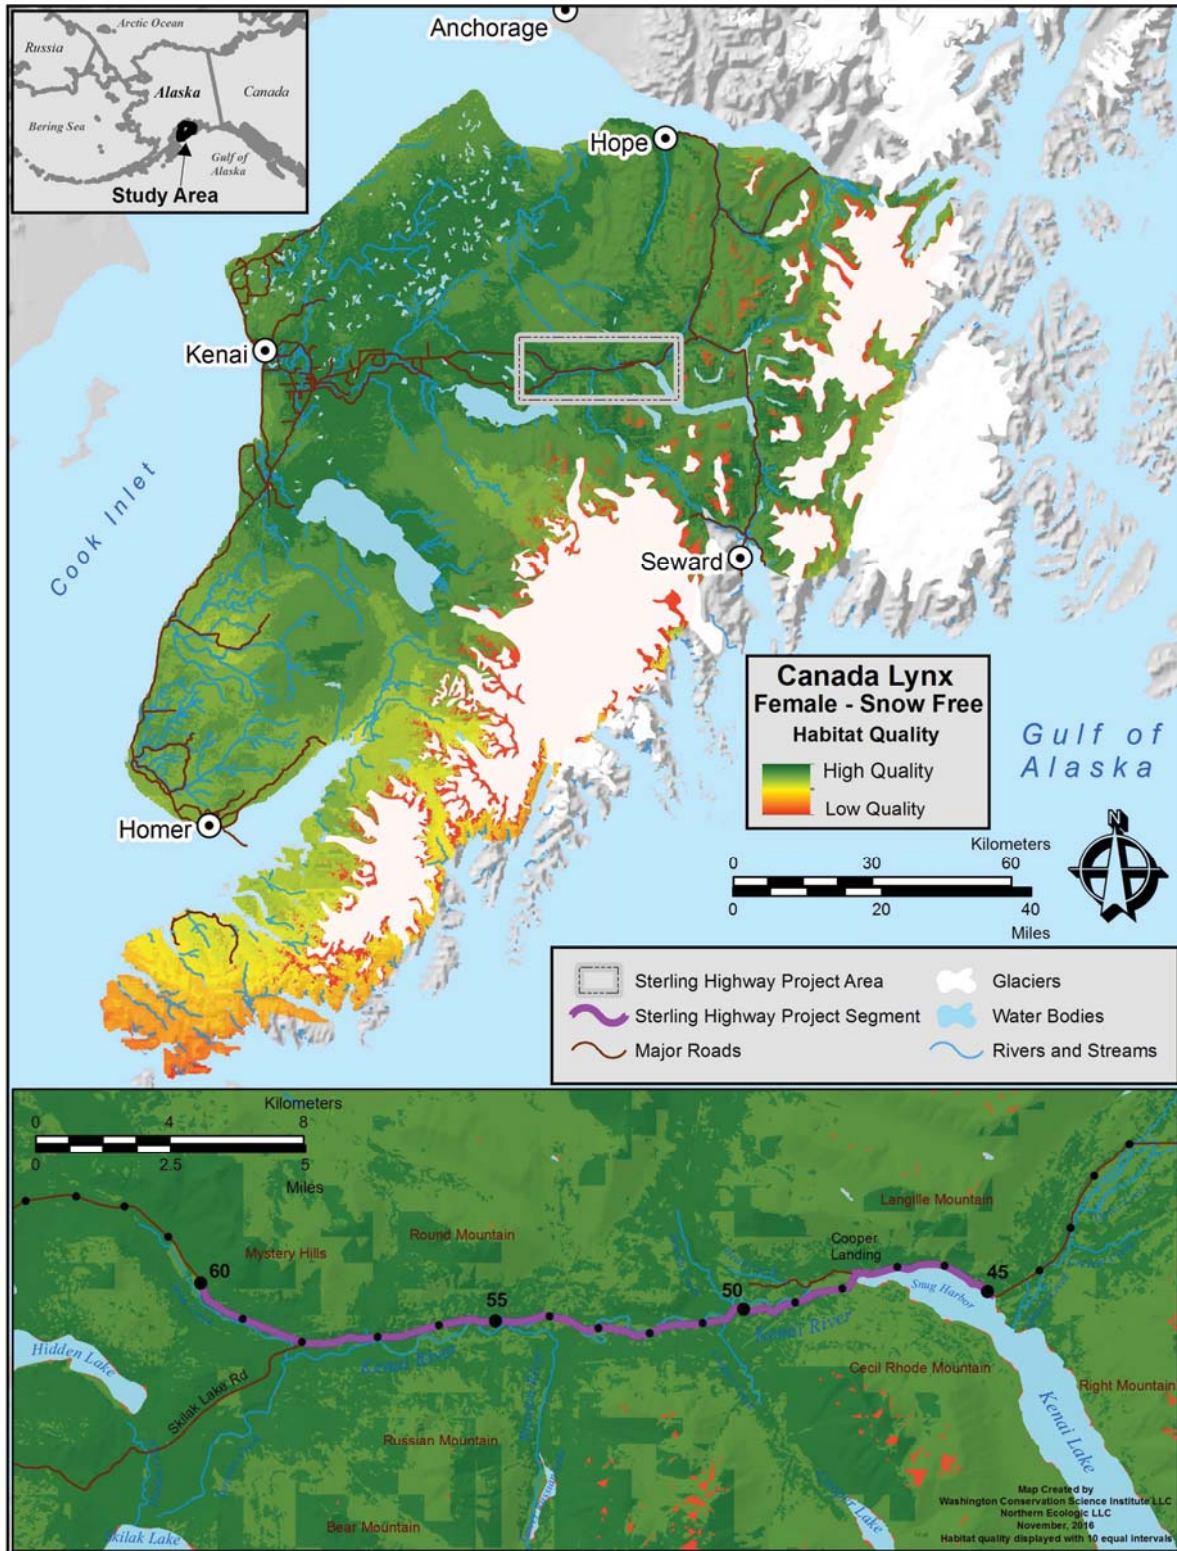 Anchorage
Arctic Ocean
Russia
Alaska
Canada
Bering Sea
Gulf of
Alaska
Study Area
Hope
Kenai
Cook Inlet
Seward
Homer
Canada Lynx
Female - Snow Free
Habitat Quality
High Quality
Low Quality
Gulf of
Alaska
N
Kilometers
0 30 60
0 20 40
Miles
Sterling Highway Project Area
Glaciers
Sterling Highway Project Segment
Water Bodies
Major Roads
Rivers and Streams
Kilometers
0 4 8
0 2.5 5
Miles
Langille Mountain
Round Mountain
Mystery Hills
Cooper
Landing
60
55
50
45
Snug Harbor
Kenai River
Kenai River
Hidden Lake
Skilak Lake Rd
Cecil Rhode Mountain
Right Mountain
Kenai Lake
Russian Mountain
Bear Mountain
Skilak Lake
Cooper Lake
Map Created by
Washington Conservation Science Institute LLC
Northern Ecologic LLC
November, 2016
Habitat quality displayed with 10 equal intervals